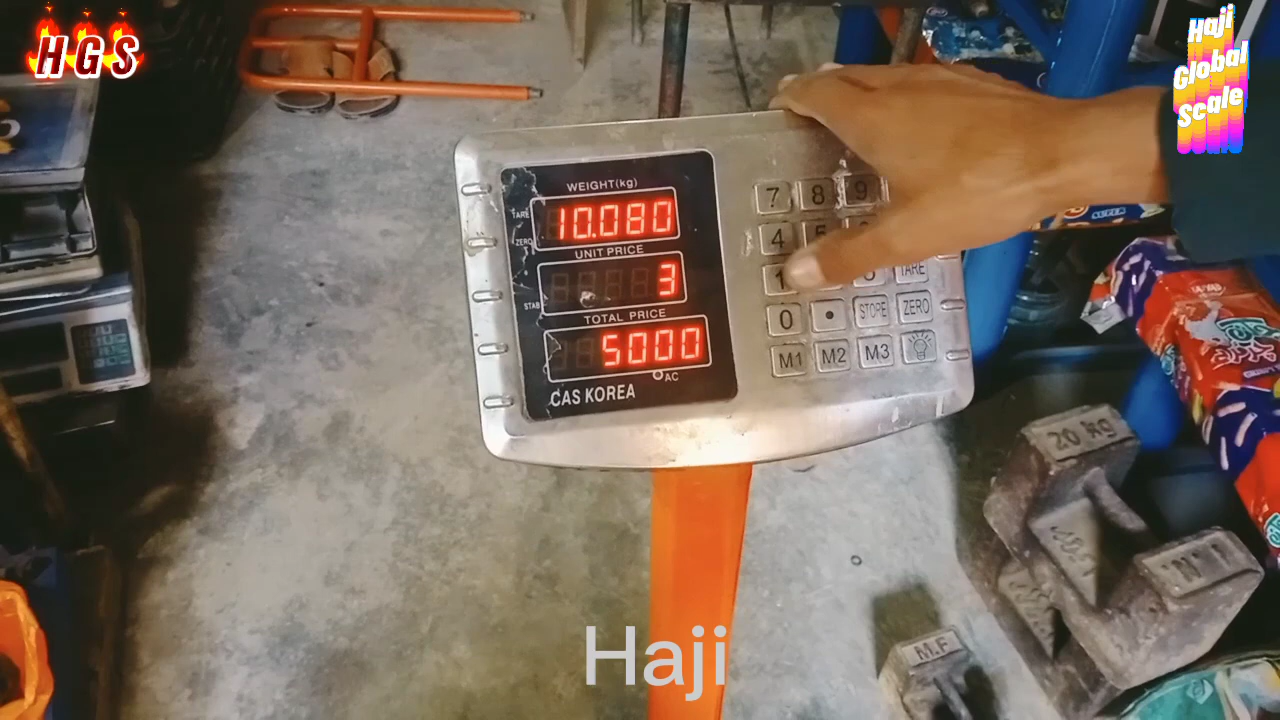 HGS
Haji
Global
Scale
WEIGHT(kg)
TARE
10.080
ZERO
UNIT PRICE
3
STAB
TOTAL PRICE
5000
AC
CAS KOREA
7 8 9
4 5
1 TARE
0 • STORE ZERO
M1 M2 M3
SUPER
20 kg
M.F
Haji